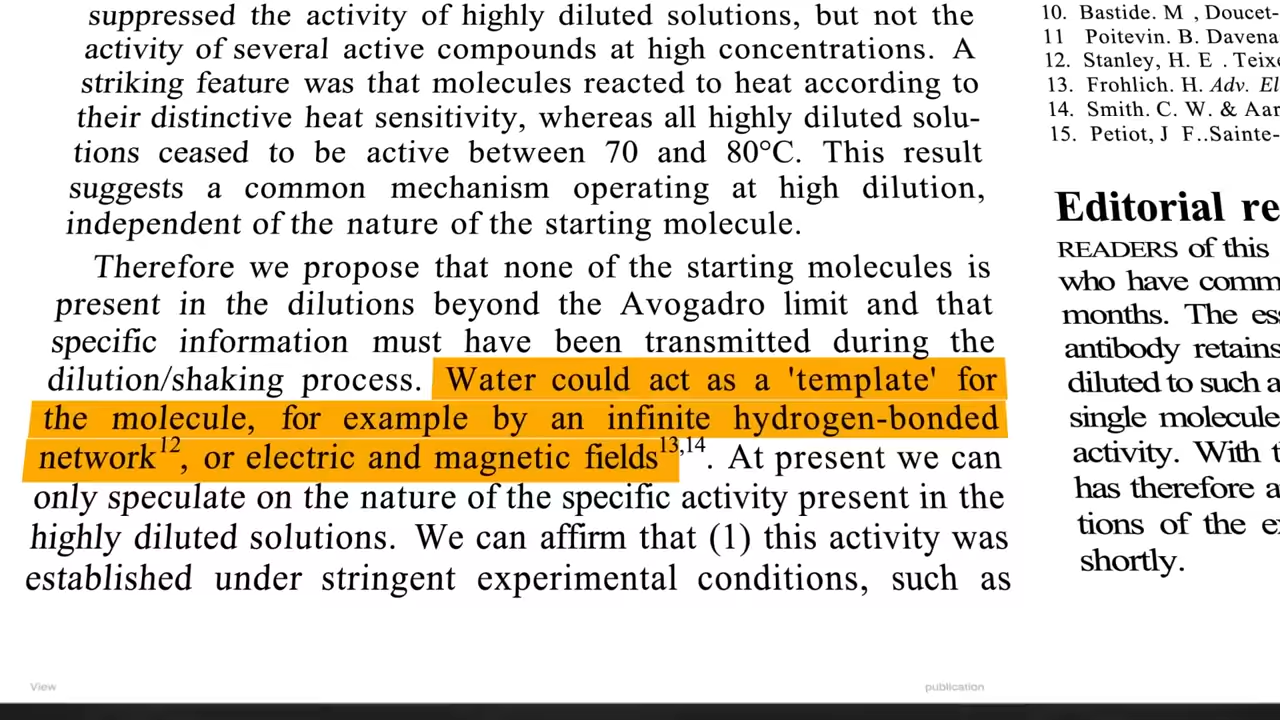 suppressed the activity of highly diluted solutions, but not the
activity of several active compounds at high concentrations. A
striking feature was that molecules reacted to heat according to
their distinctive heat sensitivity, whereas all highly diluted solu-
tions ceased to be active between 70 and 80°C. This result
suggests a common mechanism operating at high dilution,
independent of the nature of the starting molecule.
Therefore we propose that none of the starting molecules is
present in the dilutions beyond the Avogadro limit and that
specific information must have been transmitted during the
dilution/shaking process. Water could act as a 'template' for
the molecule, for example by an infinite hydrogen-bonded
network12, or electric and magnetic fields13,14. At present we can
only speculate on the nature of the specific activity present in the
highly diluted solutions. We can affirm that (1) this activity was
established under stringent experimental conditions, such as
10. Bastide. M , Doucet-
11 Poitevin. B. Davena
12. Stanley, H. E . Teixe
13. Frohlich. H. Adv. El
14. Smith. C. W. & Aar
15. Petiot, J F..Sainte-
Editorial re
READERS of this
who have comm
months. The es
antibody retains
diluted to such a
single molecule
activity. With t
has therefore a
tions of the e
shortly.
View
publication